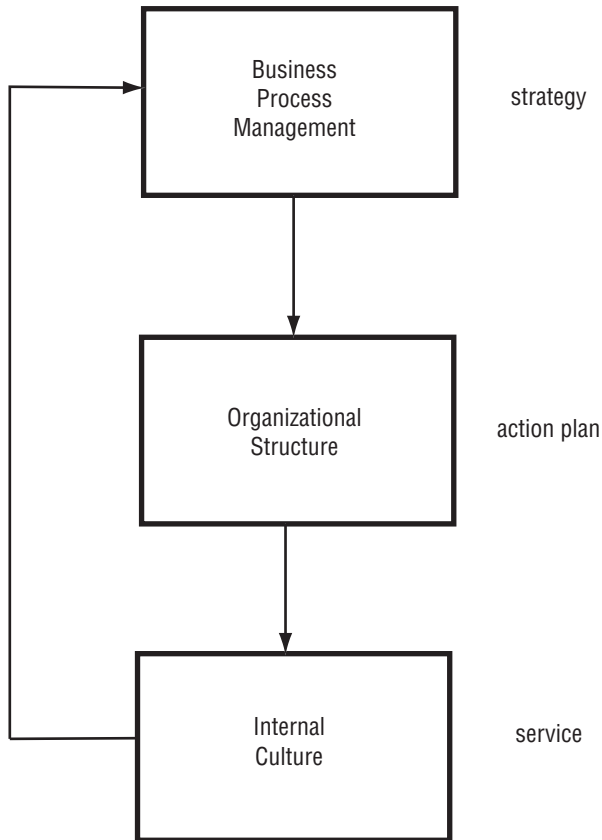 Business
Process
Management
strategy
Organizational
Structure
action plan
Internal
Culture
service